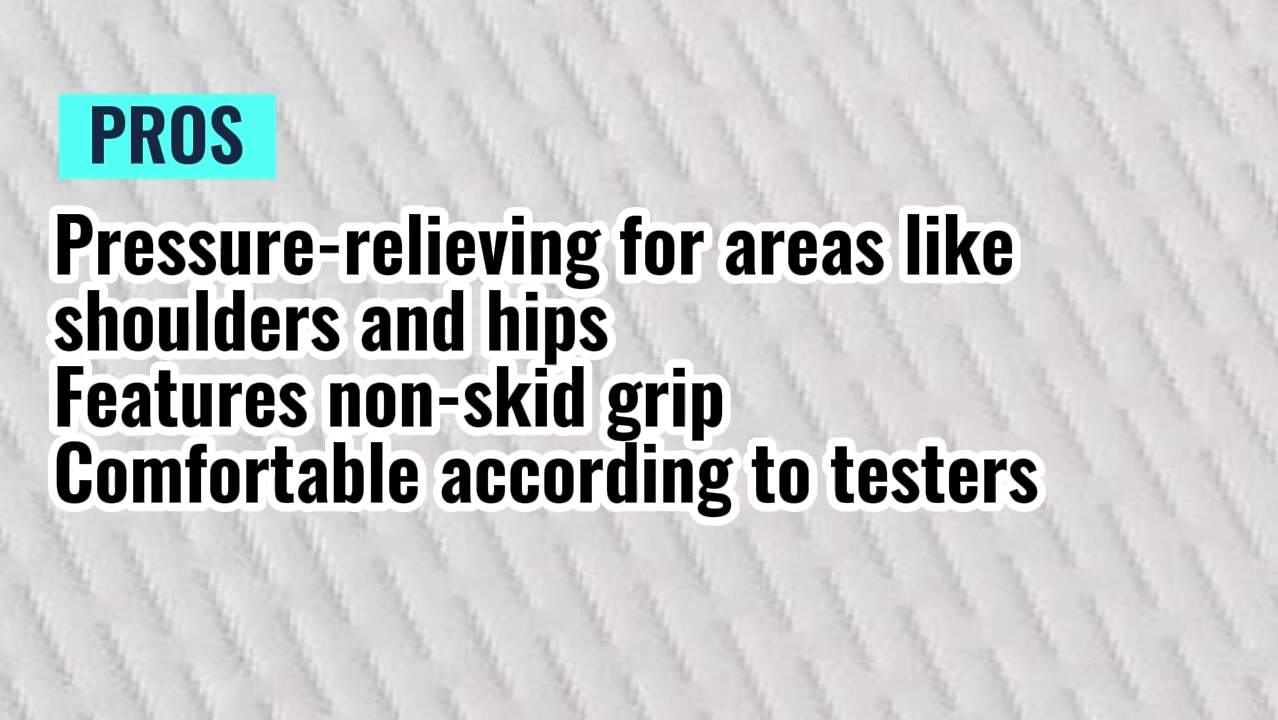 PROS
Pressure-relieving for areas like
shoulders and hips
Features non-skid grip
Comfortable according to testers